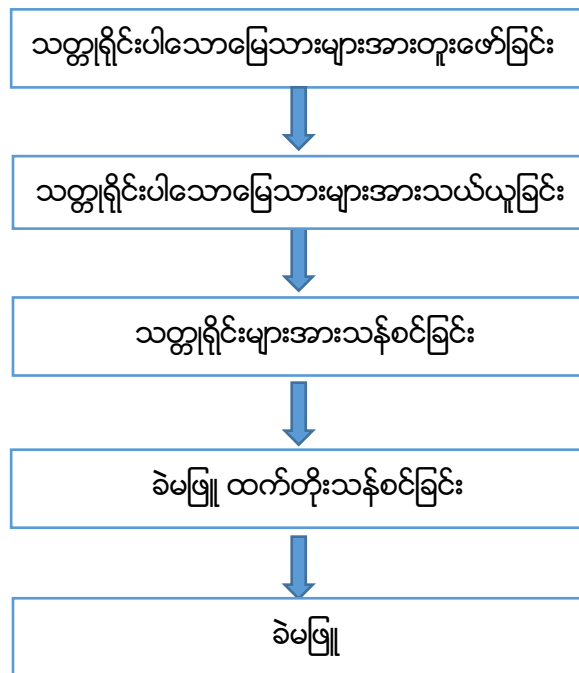 သတ္တုရိုင်းပါသောမြေသားများအားတူးဖော်ခြင်း
သတ္တုရိုင်းပါသောမြေသားများအားသယ်ယူခြင်း
သတ္တုရိုင်းများအားသန်စင်ခြင်း
ခဲမဖြူ ထက်တိုးသန်စင်ခြင်း
ခဲမဖြူ